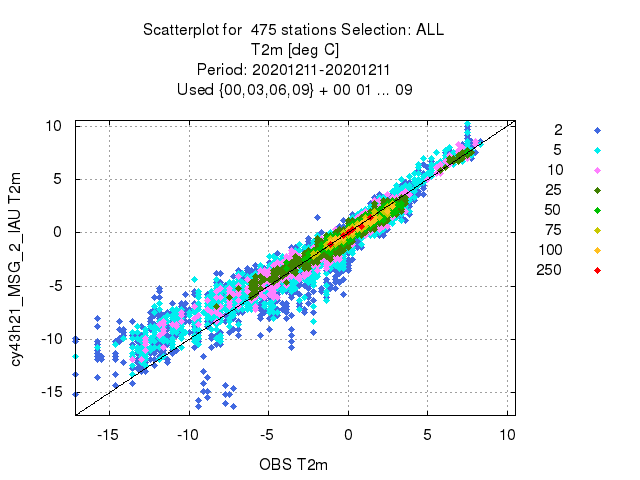 Scatterplot for  475 stations Selection: ALL
T2m [deg C]
Period: 20201211-20201211
Used {00,03,06,09} + 00 01 ... 09
cy43h21_MSG_2_IAU T2m
10
5
0
-5
-10
-15
-15 -10 -5 0 5 10
OBS T2m
2
5
10
25
50
75
100
250